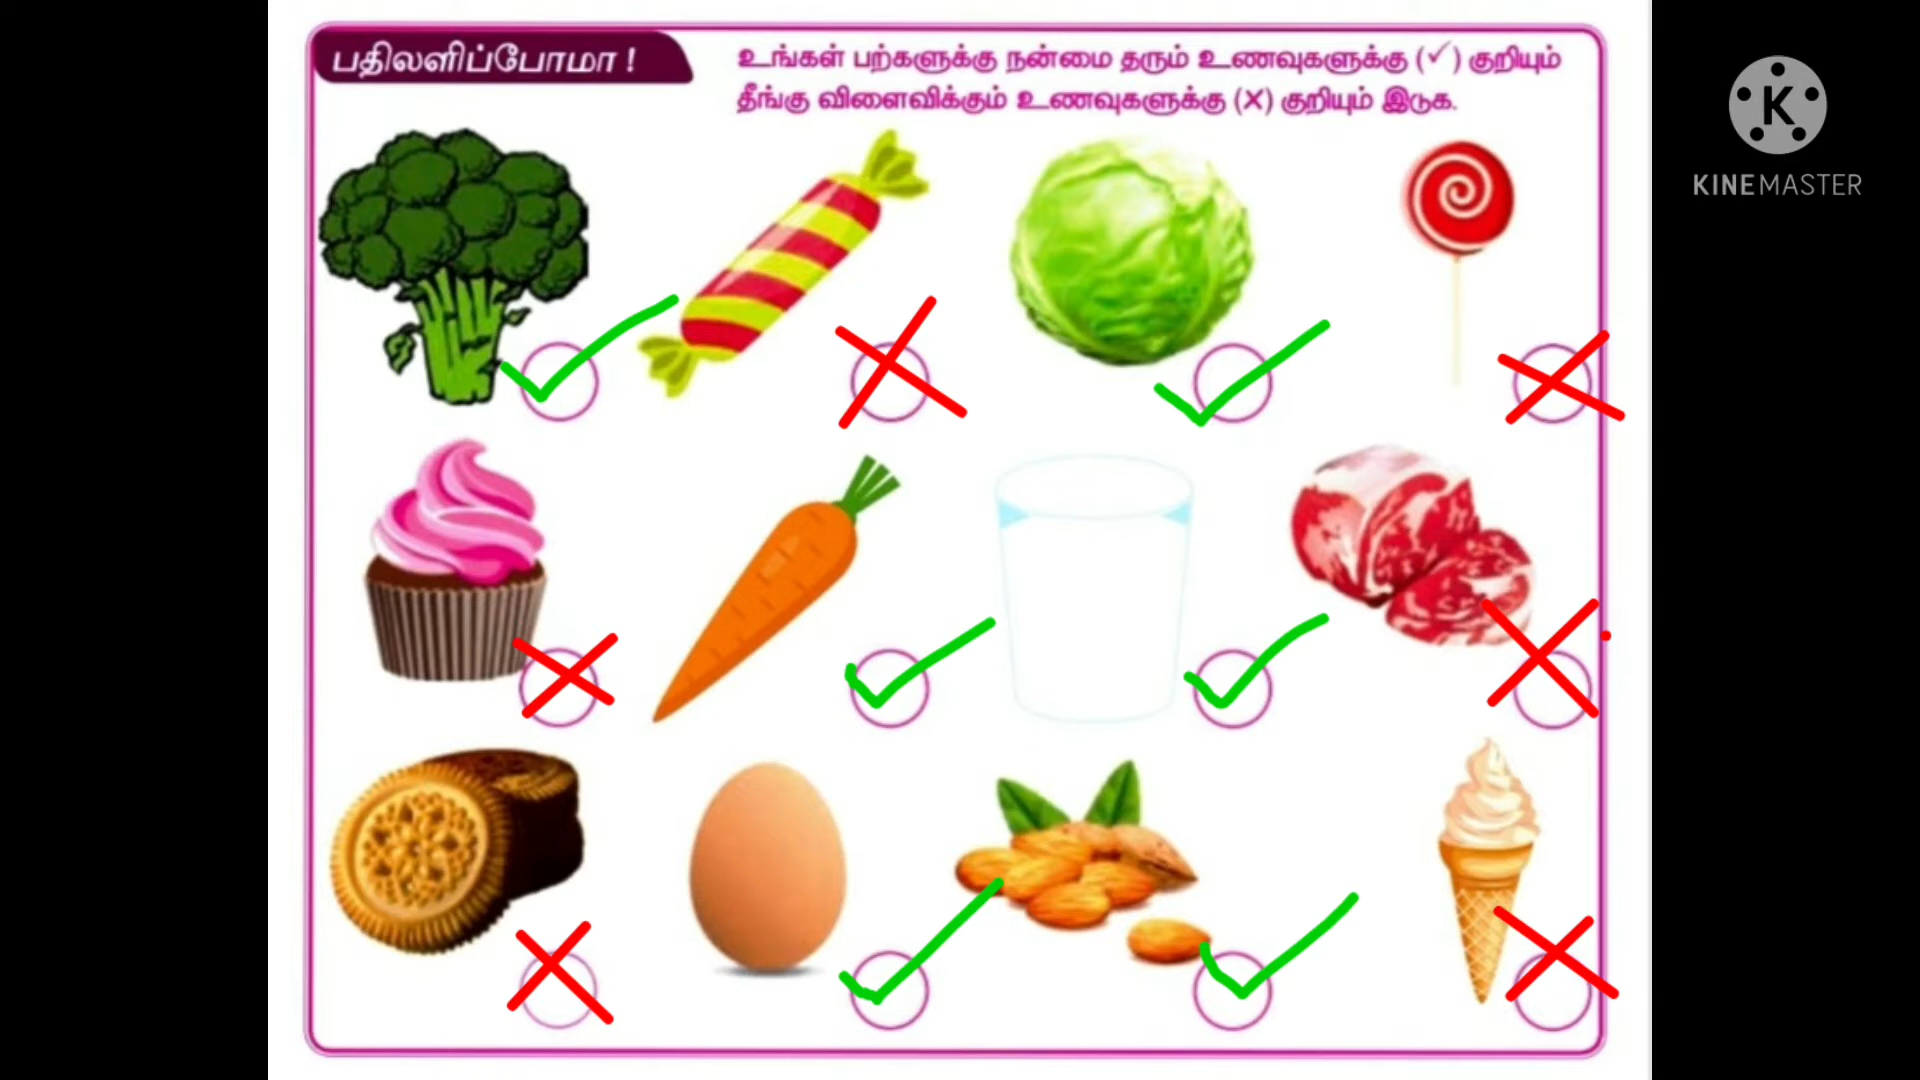 பதிலளிப்போமா !
உங்கள் பற்களுக்கு நன்மை தரும் உணவுகளுக்கு (✓) குறியும்
தீங்கு விளைவிக்கும் உணவுகளுக்கு (✗) குறியும் இடுக.
K
KINEMASTER